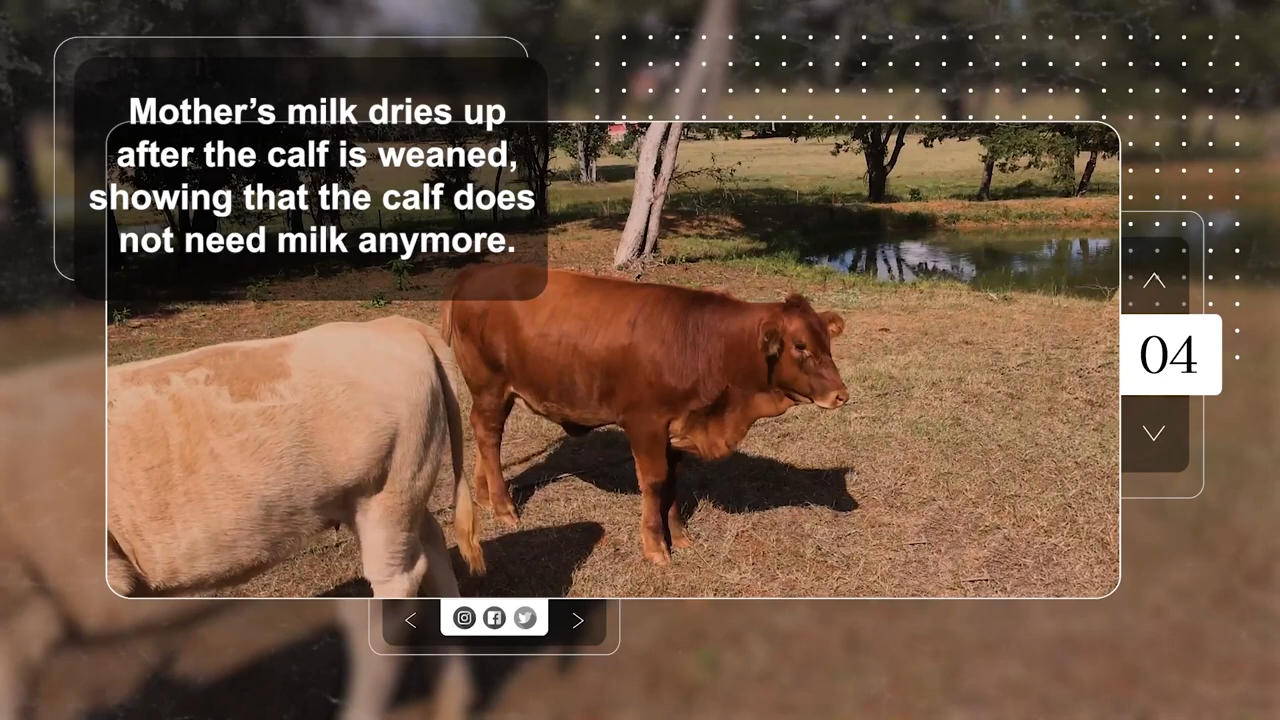 Mother’s milk dries up
after the calf is weaned,
showing that the calf does
not need milk anymore.
04